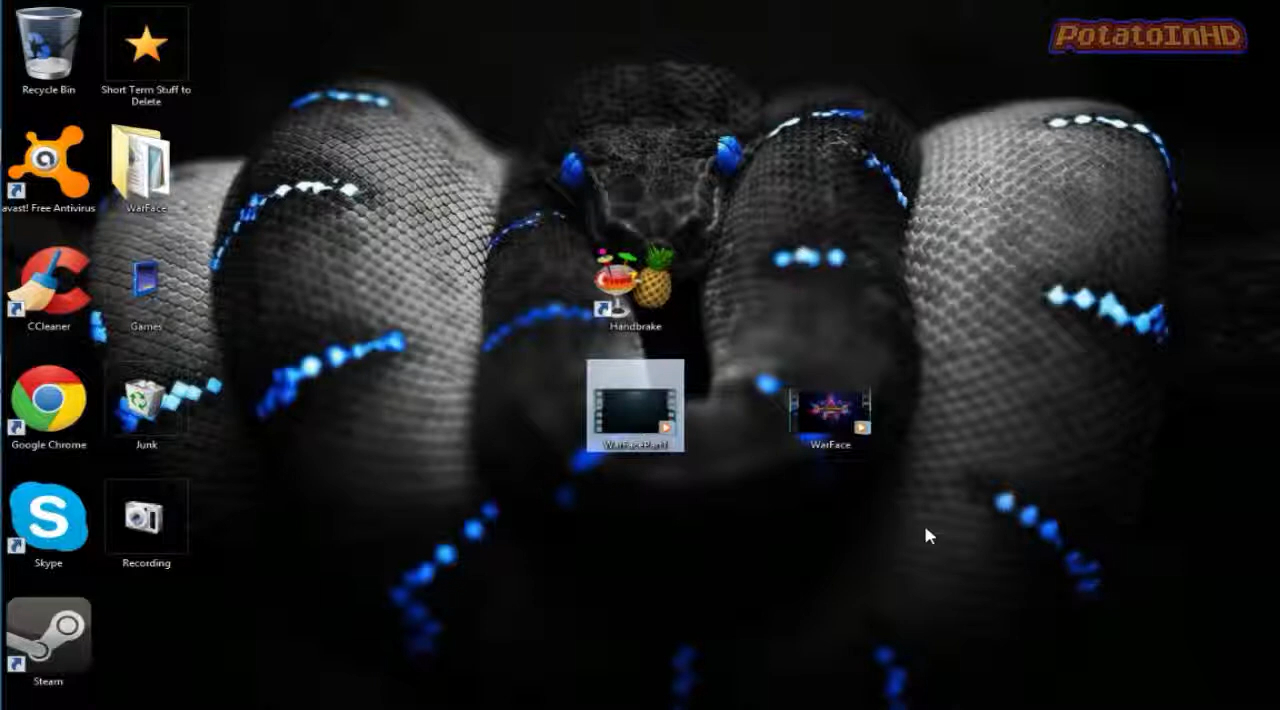 PotatoInHD
Recycle Bin
Short Term Stuff to
Delete
avast! Free Antivirus
WarFace
CCleaner
Games
Handbrake
Google Chrome
Junk
WarFacePart1
WarFace
Skype
Recording
Steam